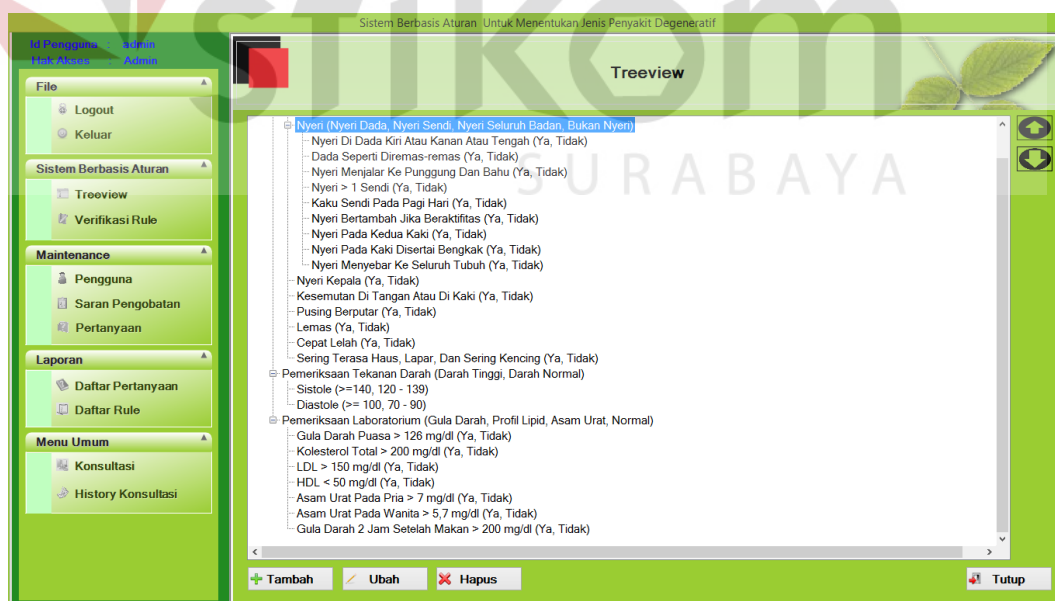 stikom
SURABAYA
Sistem Berbasis Aturan Untuk Menentukan Jenis Penyakit Degeneratif
Id Pengguna : admin
Hak Akses : Admin
File
Logout
Keluar
Sistem Berbasis Aturan
Treeview
Verifikasi Rule
Maintenance
Pengguna
Saran Pengobatan
Pertanyaan
Laporan
Daftar Pertanyaan
Daftar Rule
Menu Umum
Konsultasi
History Konsultasi
Treeview
Nyeri (Nyeri Dada, Nyeri Sendi, Nyeri Seluruh Badan, Bukan Nyeri)
Nyeri Di Dada Kiri Atau Kanan Atau Tengah (Ya, Tidak)
Dada Seperti Diremas-remas (Ya, Tidak)
Nyeri Menjalar Ke Punggung Dan Bahu (Ya, Tidak)
Nyeri > 1 Sendi (Ya, Tidak)
Kaku Sendi Pada Pagi Hari (Ya, Tidak)
Nyeri Bertambah Jika Beraktifitas (Ya, Tidak)
Nyeri Pada Kedua Kaki (Ya, Tidak)
Nyeri Pada Kaki Disertai Bengkak (Ya, Tidak)
Nyeri Menyebar Ke Seluruh Tubuh (Ya, Tidak)
Nyeri Kepala (Ya, Tidak)
Kesemutan Di Tangan Atau Di Kaki (Ya, Tidak)
Pusing Berputar (Ya, Tidak)
Lemas (Ya, Tidak)
Cepat Lelah (Ya, Tidak)
Sering Terasa Haus, Lapar, Dan Sering Kencing (Ya, Tidak)
Pemeriksaan Tekanan Darah (Darah Tinggi, Darah Normal)
Sistole (>=140, 120 - 139)
Diastole (>= 100, 70 - 90)
Pemeriksaan Laboratorium (Gula Darah, Profil Lipid, Asam Urat, Normal)
Gula Darah Puasa > 126 mg/dl (Ya, Tidak)
Kolesterol Total > 200 mg/dl (Ya, Tidak)
LDL > 150 mg/dl (Ya, Tidak)
HDL < 50 mg/dl (Ya, Tidak)
Asam Urat Pada Pria > 7 mg/dl (Ya, Tidak)
Asam Urat Pada Wanita > 5,7 mg/dl (Ya, Tidak)
Gula Darah 2 Jam Setelah Makan > 200 mg/dl (Ya, Tidak)
Tambah Ubah Hapus Tutup